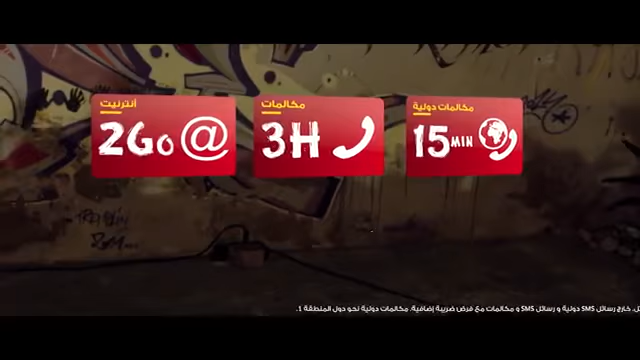 أنترنيت
2Go @
مكالمات
3H
مكالمات دولية
15 MIN
خارج رسائل SMS دولية و رسائل SMS و مكالمات مع فرض ضريبة إضافية. مكالمات دولية نحو دول المنطقة 1.